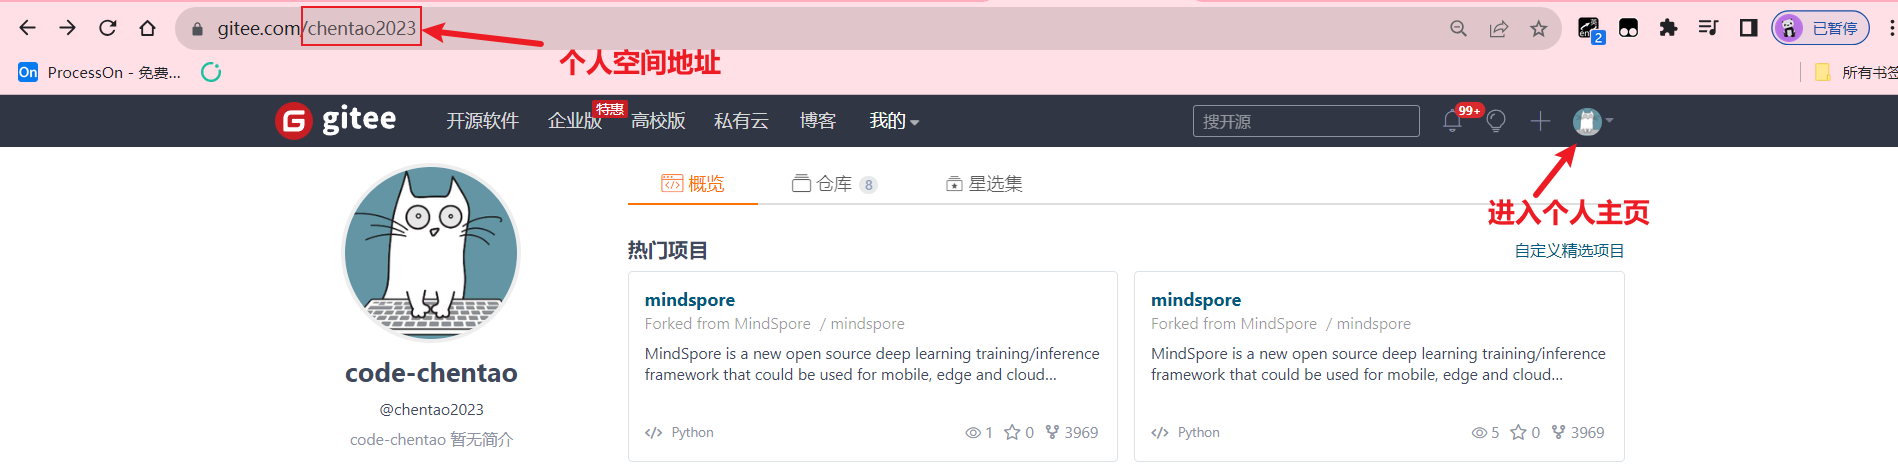 gitee.com/chentao2023
个人空间地址
英
en
2
已暂停
On ProcessOn - 免费...
所有书签
gitee
开源软件
企业版
特惠
高校版
私有云
博客
我的
搜开源
99+
进入个人主页
概览
仓库 8
星选集
热门项目
自定义精选项目
mindspore
Forked from MindSpore / mindspore
MindSpore is a new open source deep learning training/inference
framework that could be used for mobile, edge and cloud...
Python
1
0
3969
mindspore
Forked from MindSpore / mindspore
MindSpore is a new open source deep learning training/inference
framework that could be used for mobile, edge and cloud...
Python
5
0
3969
code-chentao
@chentao2023
code-chentao 暂无简介